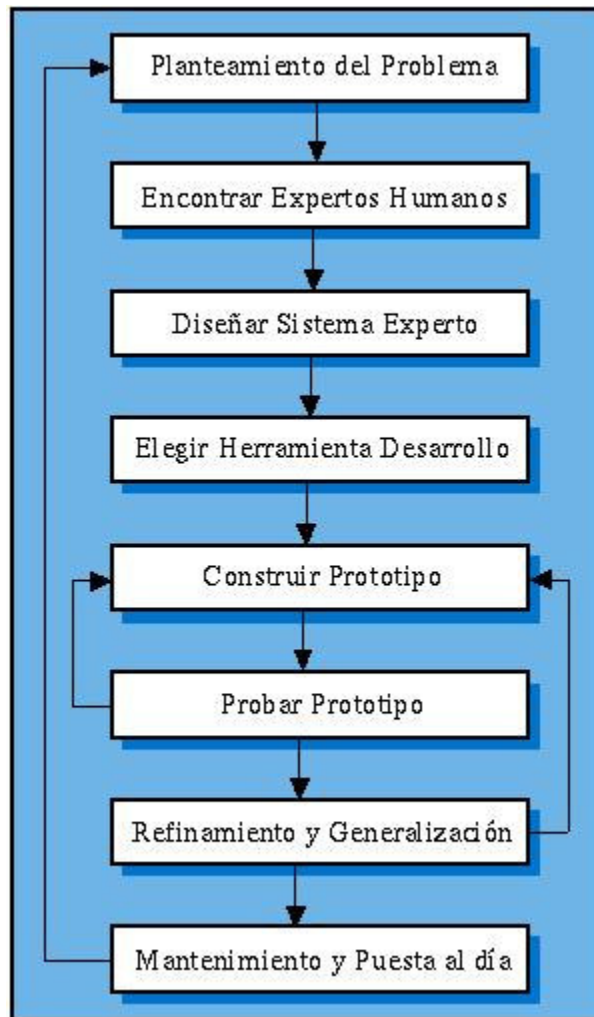 Planteamiento del Problema
Encontrar Expertos Humanos
Diseñar Sistema Experto
Elegir Herramienta Desarrollo
Construir Prototipo
Probar Prototipo
Refinamiento y Generalización
Mantenimiento y Puesta al día